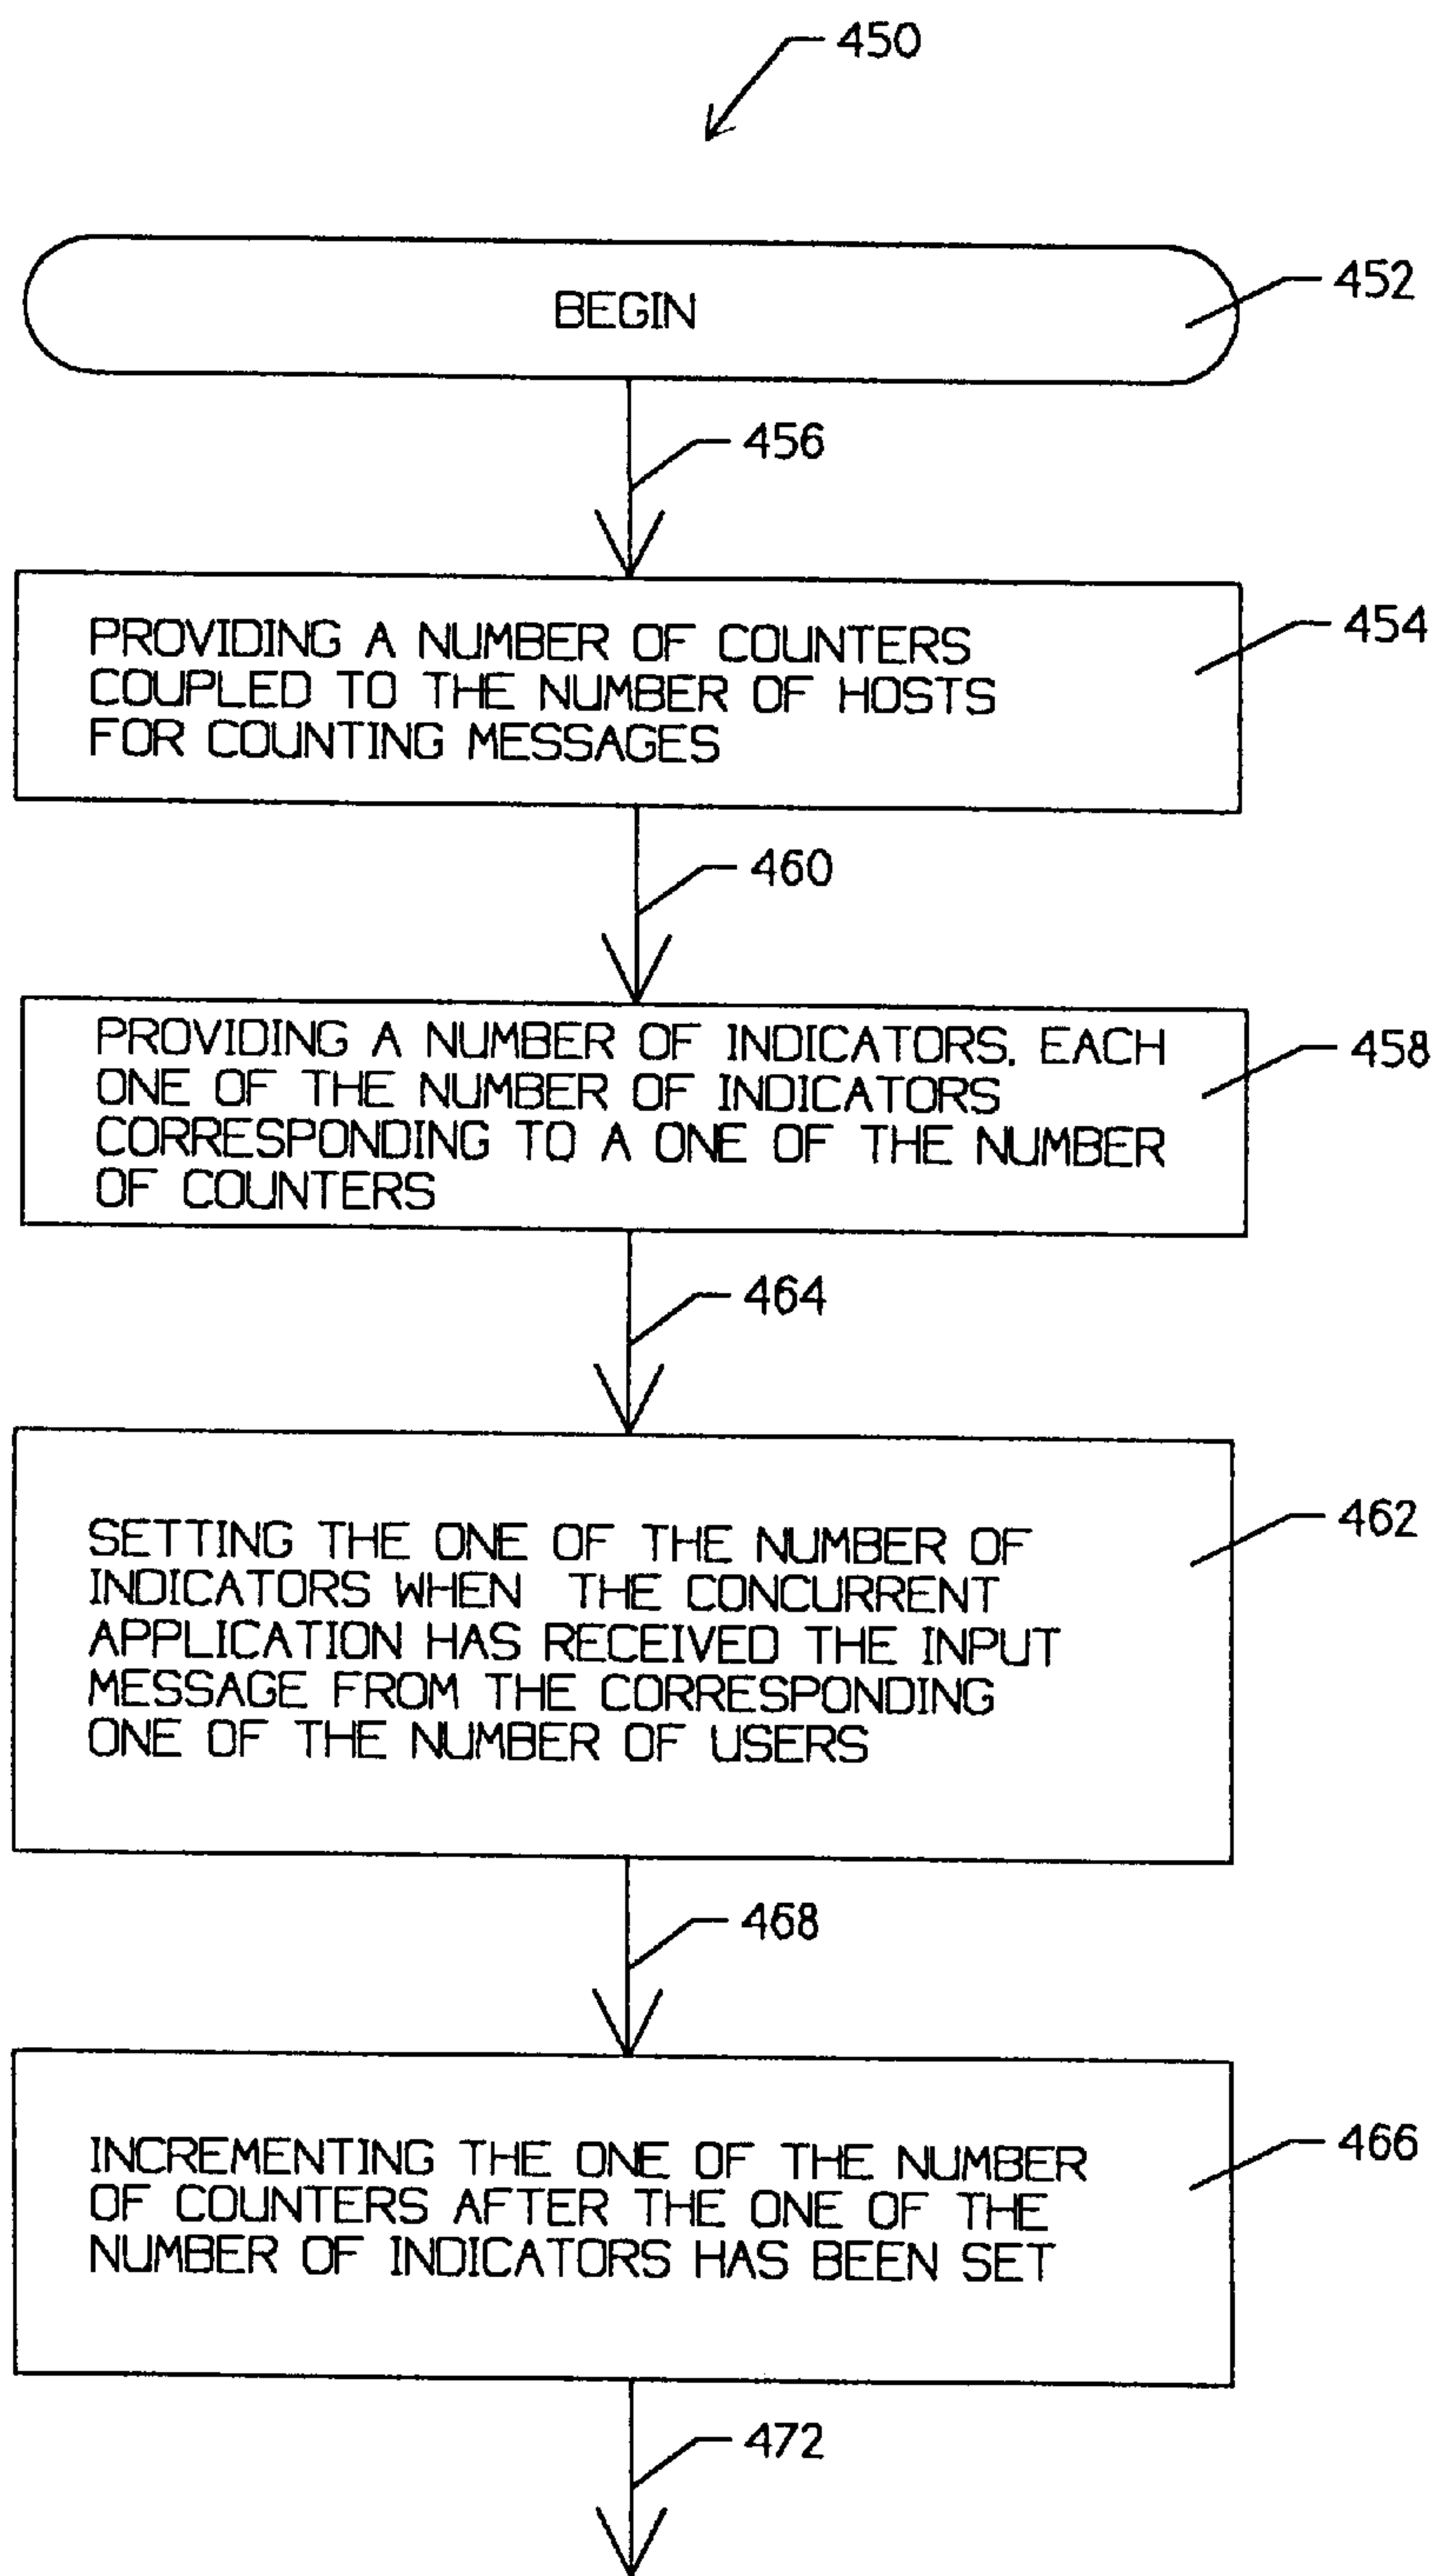 450
BEGIN
452
456
PROVIDING A NUMBER OF COUNTERS
COUPLED TO THE NUMBER OF HOSTS
FOR COUNTING MESSAGES
454
460
PROVIDING A NUMBER OF INDICATORS, EACH
ONE OF THE NUMBER OF INDICATORS
CORRESPONDING TO A ONE OF THE NUMBER
OF COUNTERS
458
464
SETTING THE ONE OF THE NUMBER OF
INDICATORS WHEN THE CONCURRENT
APPLICATION HAS RECEIVED THE INPUT
MESSAGE FROM THE CORRESPONDING
ONE OF THE NUMBER OF USERS
462
468
INCREMENTING THE ONE OF THE NUMBER
OF COUNTERS AFTER THE ONE OF THE
NUMBER OF INDICATORS HAS BEEN SET
466
472